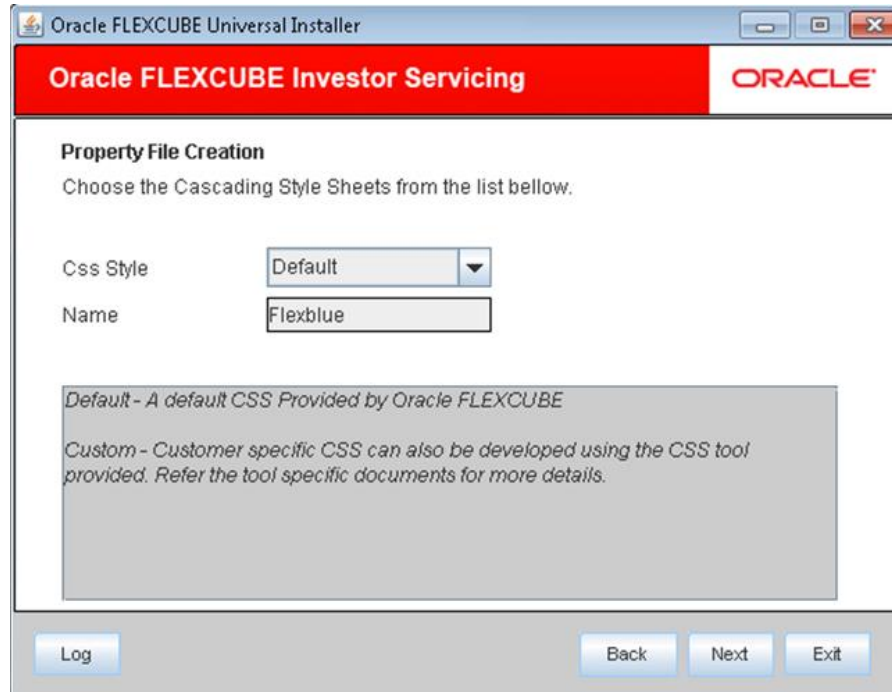 Oracle FLEXCUBE Universal Installer
Oracle FLEXCUBE Investor Servicing
ORACLE
Property File Creation
Choose the Cascading Style Sheets from the list bellow.
Css Style
Default
Name
Flexblue
Default - A default CSS Provided by Oracle FLEXCUBE
Custom - Customer specific CSS can also be developed using the CSS tool
provided. Refer the tool specific documents for more details.
Log
Back
Next
Exit